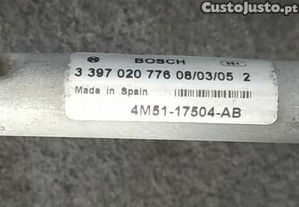 CustoJusto.pt
BOSCH
3 397 020 776 08/03/05 2
Made in Spain
4M51-17504-AB